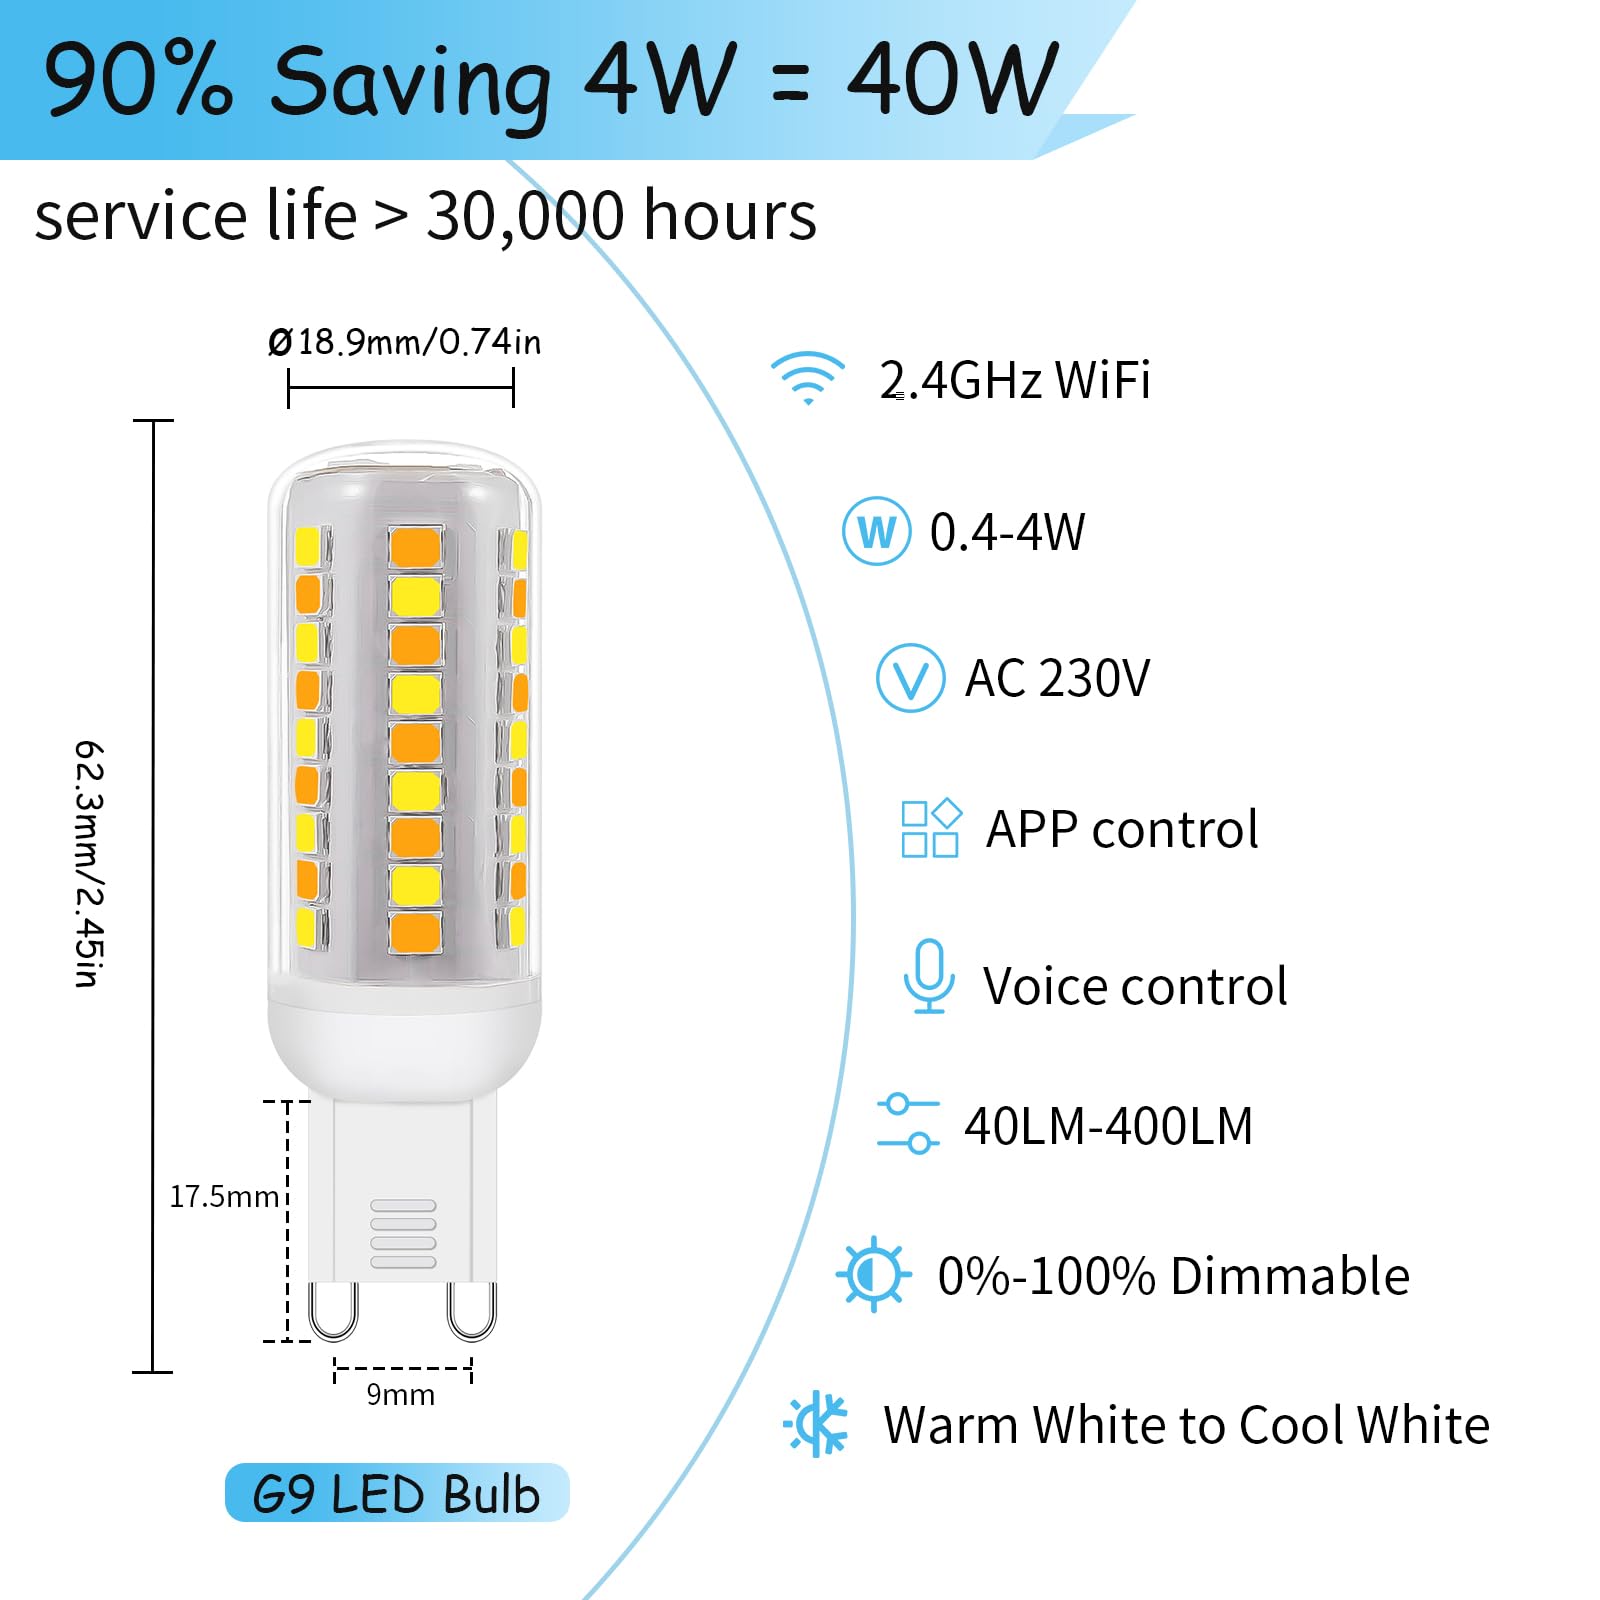 90% Saving 4W = 40W
service life > 30,000 hours
Ø18.9mm/0.74in
62.3mm/2.45in
17.5mm
9mm
G9 LED Bulb
2.4GHz WiFi
W 0.4-4W
V AC 230V
APP control
Voice control
40LM-400LM
0%-100% Dimmable
Warm White to Cool White